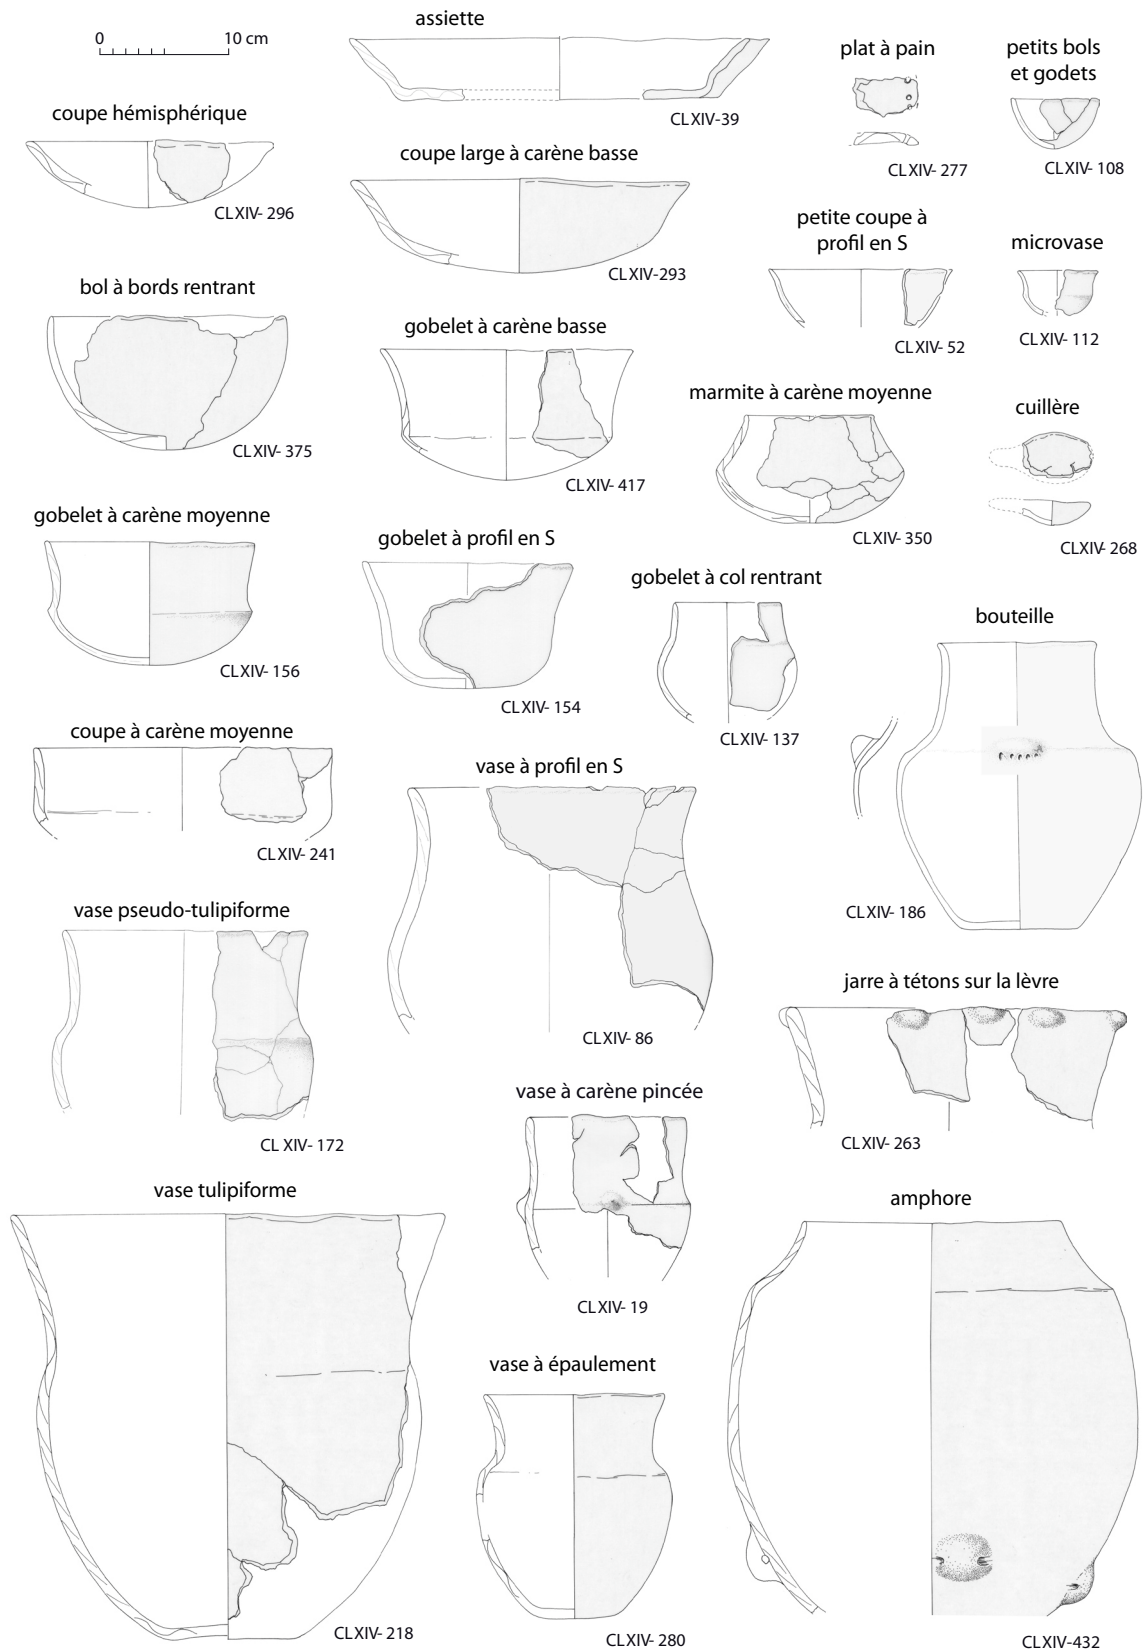 0 10 cm
assiette
CLXIV-39
plat à pain
CLXIV- 277
petits bols
et godets
CLXIV- 108
coupe hémisphérique
CLXIV- 296
coupe large à carène basse
CLXIV-293
petite coupe à
profil en S
CLXIV- 52
microvase
CLXIV- 112
bol à bords rentrant
CLXIV- 375
gobelet à carène basse
CLXIV- 417
marmite à carène moyenne
CLXIV- 350
cuillère
CLXIV- 268
gobelet à carène moyenne
CLXIV- 156
gobelet à profil en S
CLXIV- 154
gobelet à col rentrant
CLXIV- 137
bouteille
CLXIV- 186
coupe à carène moyenne
CLXIV- 241
vase à profil en S
CLXIV- 86
vase pseudo-tulipiforme
CLXIV- 172
jarre à tétons sur la lèvre
CLXIV- 263
vase à carène pincée
CLXIV- 19
vase tulipiforme
CLXIV- 218
vase à épaulement
CLXIV- 280
amphore
CLXIV-432